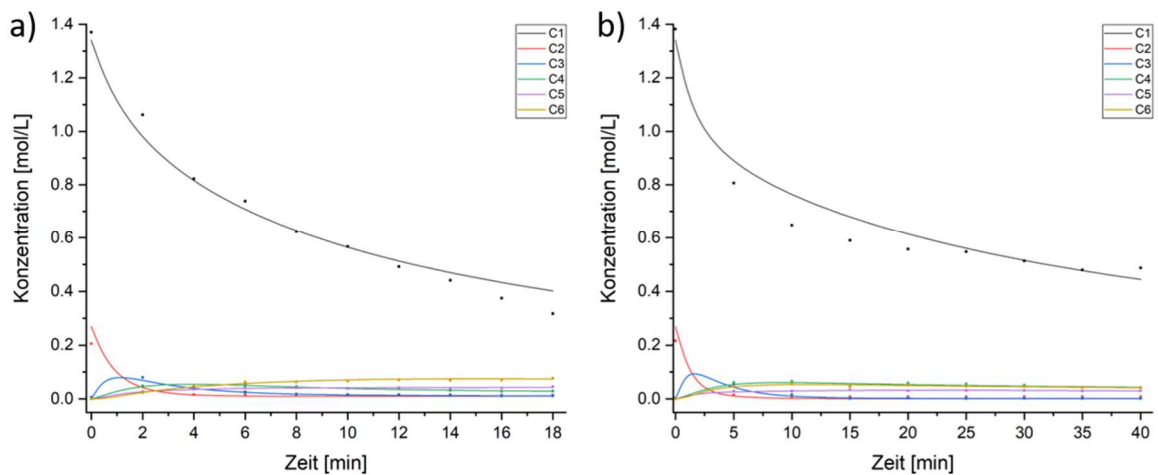 a)
Konzentration [mol/L]
1.4
1.2
1.0
0.8
0.6
0.4
0.2
0.0
0 2 4 6 8 10 12 14 16 18
Zeit [min]
C1
C2
C3
C4
C5
C6
b)
Konzentration [mol/L]
1.4
1.2
1.0
0.8
0.6
0.4
0.2
0.0
0 5 10 15 20 25 30 35 40
Zeit [min]
C1
C2
C3
C4
C5
C6